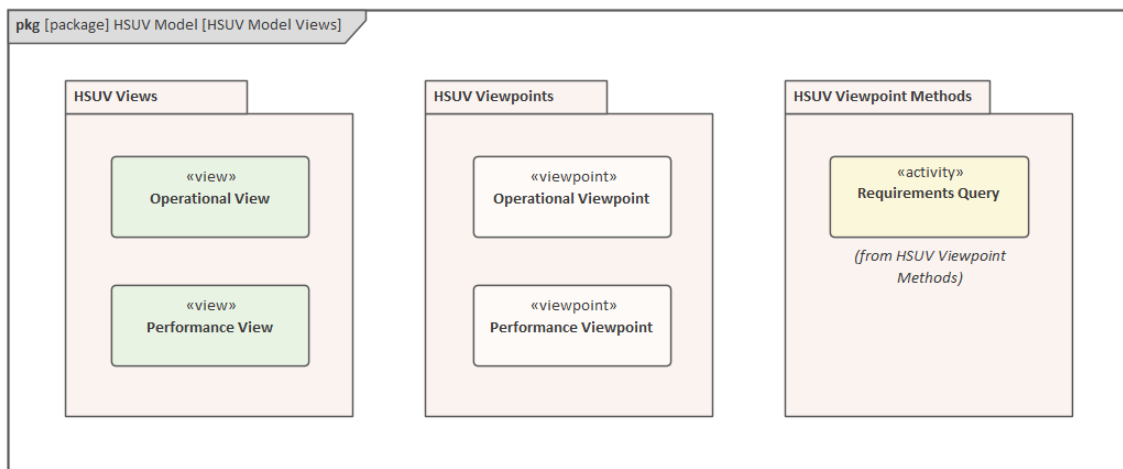 pkg [package] HSUV Model [HSUV Model Views]
HSUV Views
«view»
Operational View
«view»
Performance View
HSUV Viewpoints
«viewpoint»
Operational Viewpoint
«viewpoint»
Performance Viewpoint
HSUV Viewpoint Methods
«activity»
Requirements Query
(from HSUV Viewpoint
Methods)